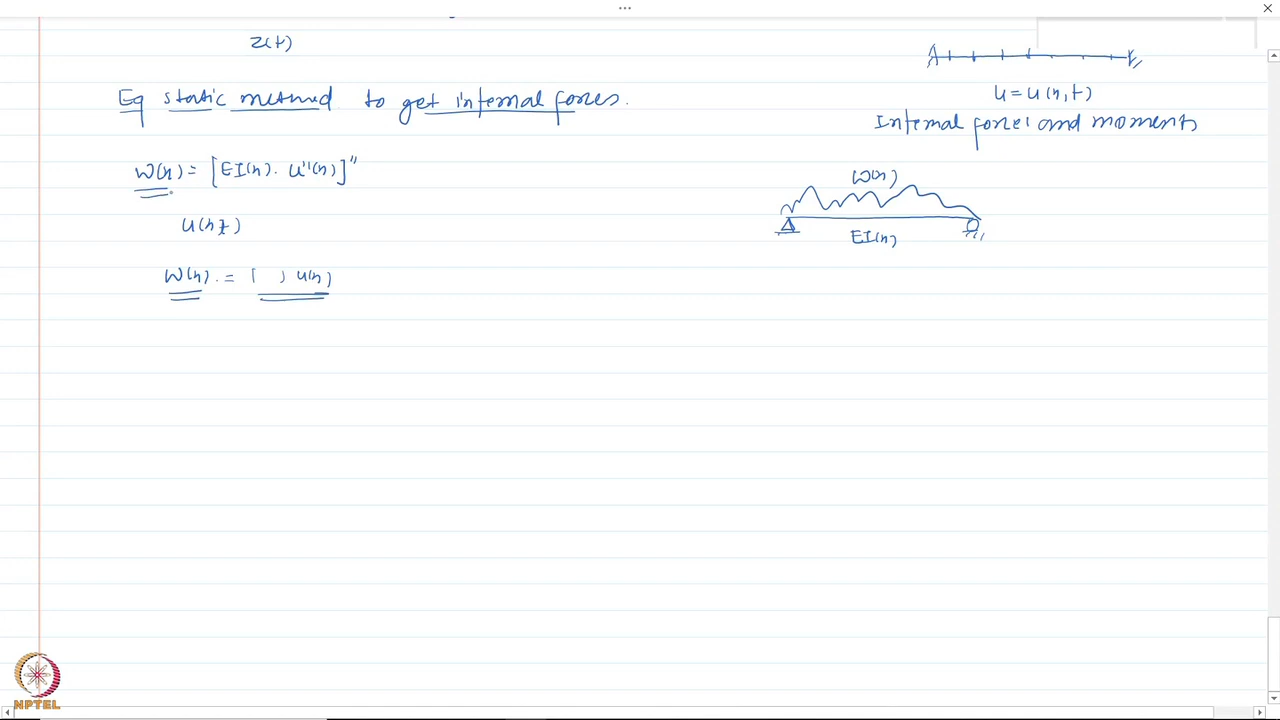 z(t)
Eq static method to get internal forces.
u = u(x,t)
Internal forces and moments
w(x) = [EI(x). u''(x)]''
w(x)
u(x,t)
EI(x)
w(x). = [ ] u(x)
NPTEL